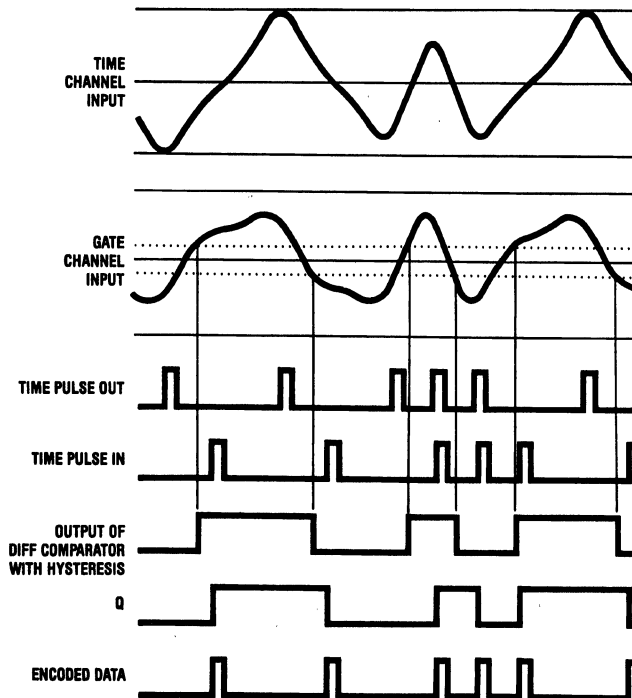 TIME
CHANNEL
INPUT
GATE
CHANNEL
INPUT
TIME PULSE OUT
TIME PULSE IN
OUTPUT OF
DIFF COMPARATOR
WITH HYSTERESIS
Q
ENCODED DATA